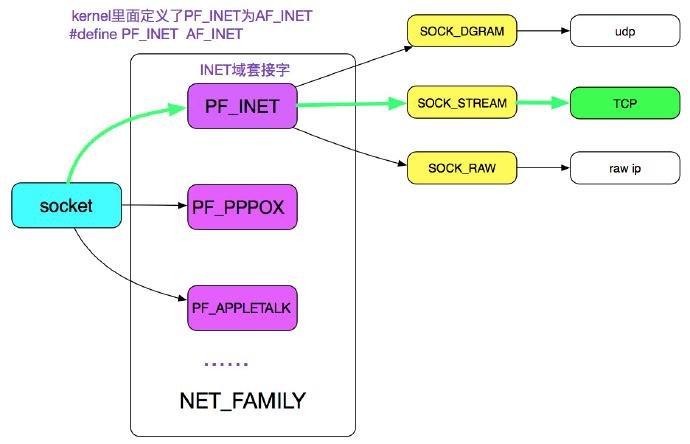 kernel里面定义了PF_INET为AF_INET
#define PF_INET AF_INET
INET域套接字
SOCK_DGRAM
udp
PF_INET
SOCK_STREAM
TCP
SOCK_RAW
raw ip
socket
PF_PPPOX
PF_APPLETALK
......
NET_FAMILY